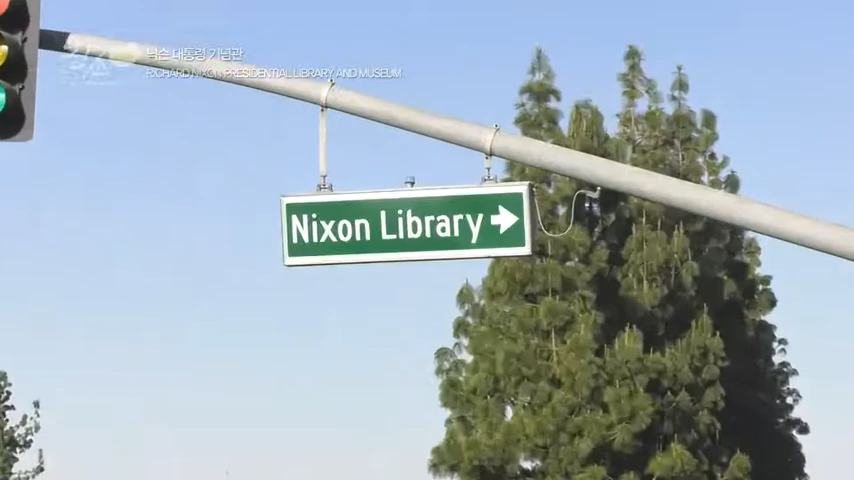 닉슨 대통령 기념관
RICHARD NIXON PRESIDENTIAL LIBRARY AND MUSEUM
Nixon Library →